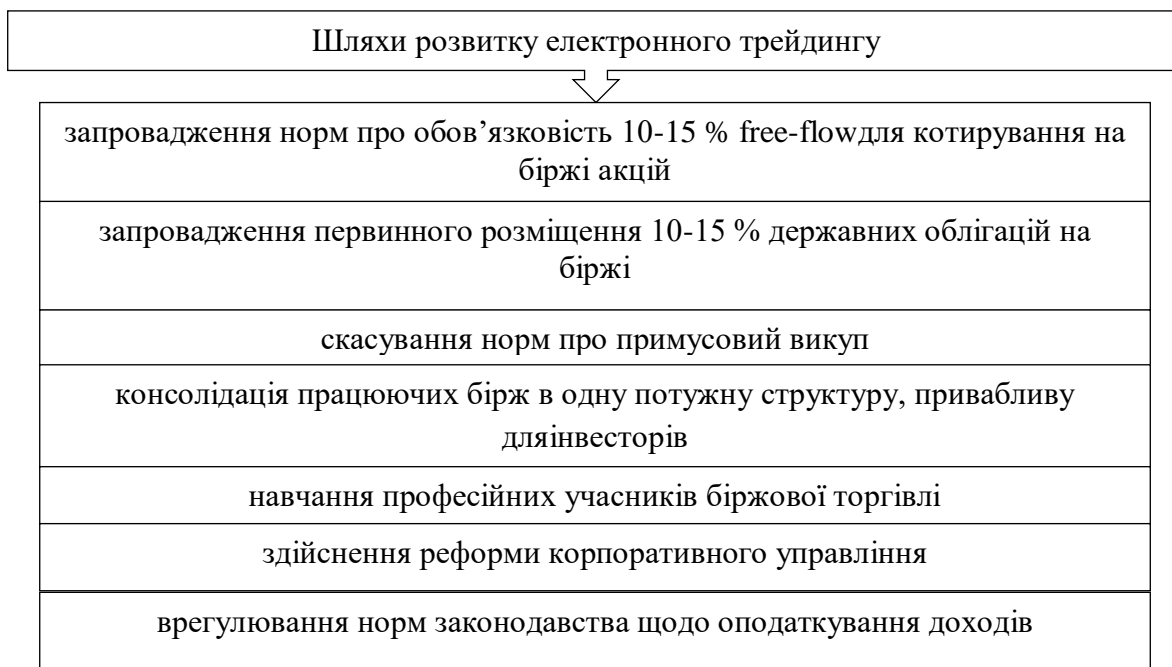 Шляхи розвитку електронного трейдингу
запровадження норм про обов’язковість 10-15 % free-flowдля котирування на
біржі акцій
запровадження первинного розміщення 10-15 % державних облігацій на
біржі
скасування норм про примусовий викуп
консолідація працюючих бірж в одну потужну структуру, привабливу
дляінвесторів
навчання професійних учасників біржової торгівлі
здійснення реформи корпоративного управління
врегулювання норм законодавства щодо оподаткування доходів